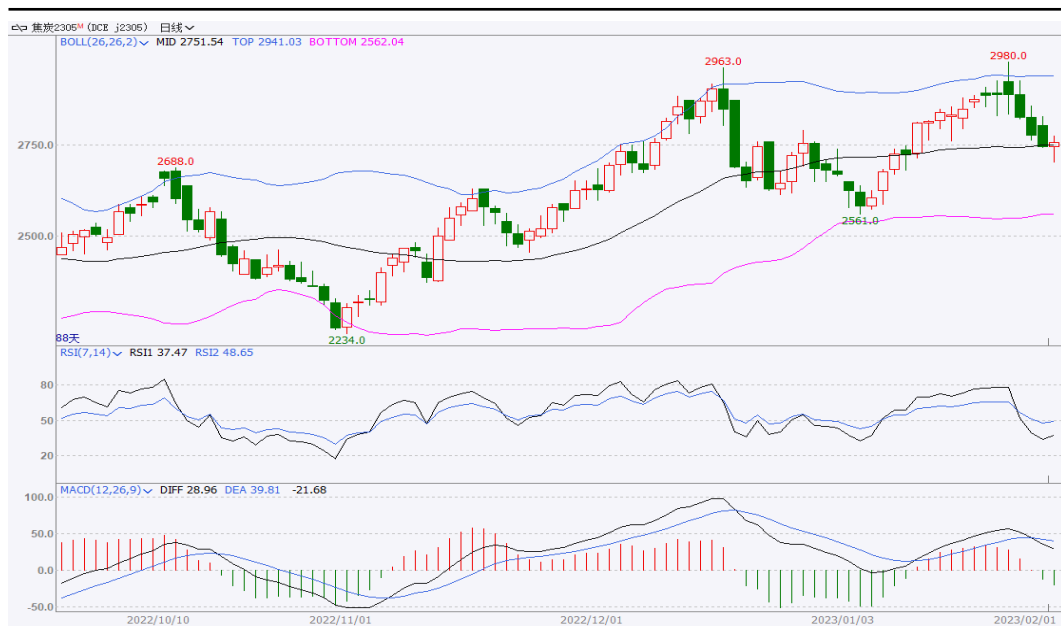 焦炭2305M (DCE j2305) 日线
BOLL(26,26,2) MID 2751.54 TOP 2941.03 BOTTOM 2562.04
2980.0
2963.0
2750.0
2688.0
2561.0
2500.0
88天
2234.0
RSI(7,14) RSI1 37.47 RSI2 48.65
80
50
20
MACD(12,26,9) DIFF 28.96 DEA 39.81 -21.68
100.0
50.0
0.0
-50.0
2022/10/10 2022/11/01 2022/12/01 2023/01/03 2023/02/01